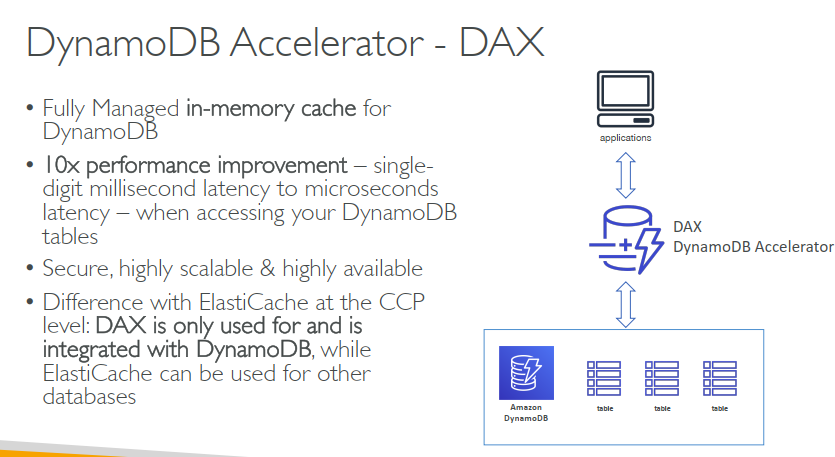 DynamoDB Accelerator - DAX
• Fully Managed in-memory cache for
DynamoDB
• 10x performance improvement – single-
digit millisecond latency to microseconds
latency – when accessing your DynamoDB
tables
• Secure, highly scalable & highly available
• Difference with ElastiCache at the CCP
level: DAX is only used for and is
integrated with DynamoDB, while
ElastiCache can be used for other
databases
applications
DAX
DynamoDB Accelerator
Amazon
DynamoDB
table
table
table